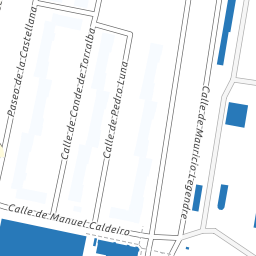 Paseo de la Castellana
Calle de Conde de Torralba
Calle de Pedro Luna
Calle de Mauricio Legendre
Calle de Manuel Caldeiro